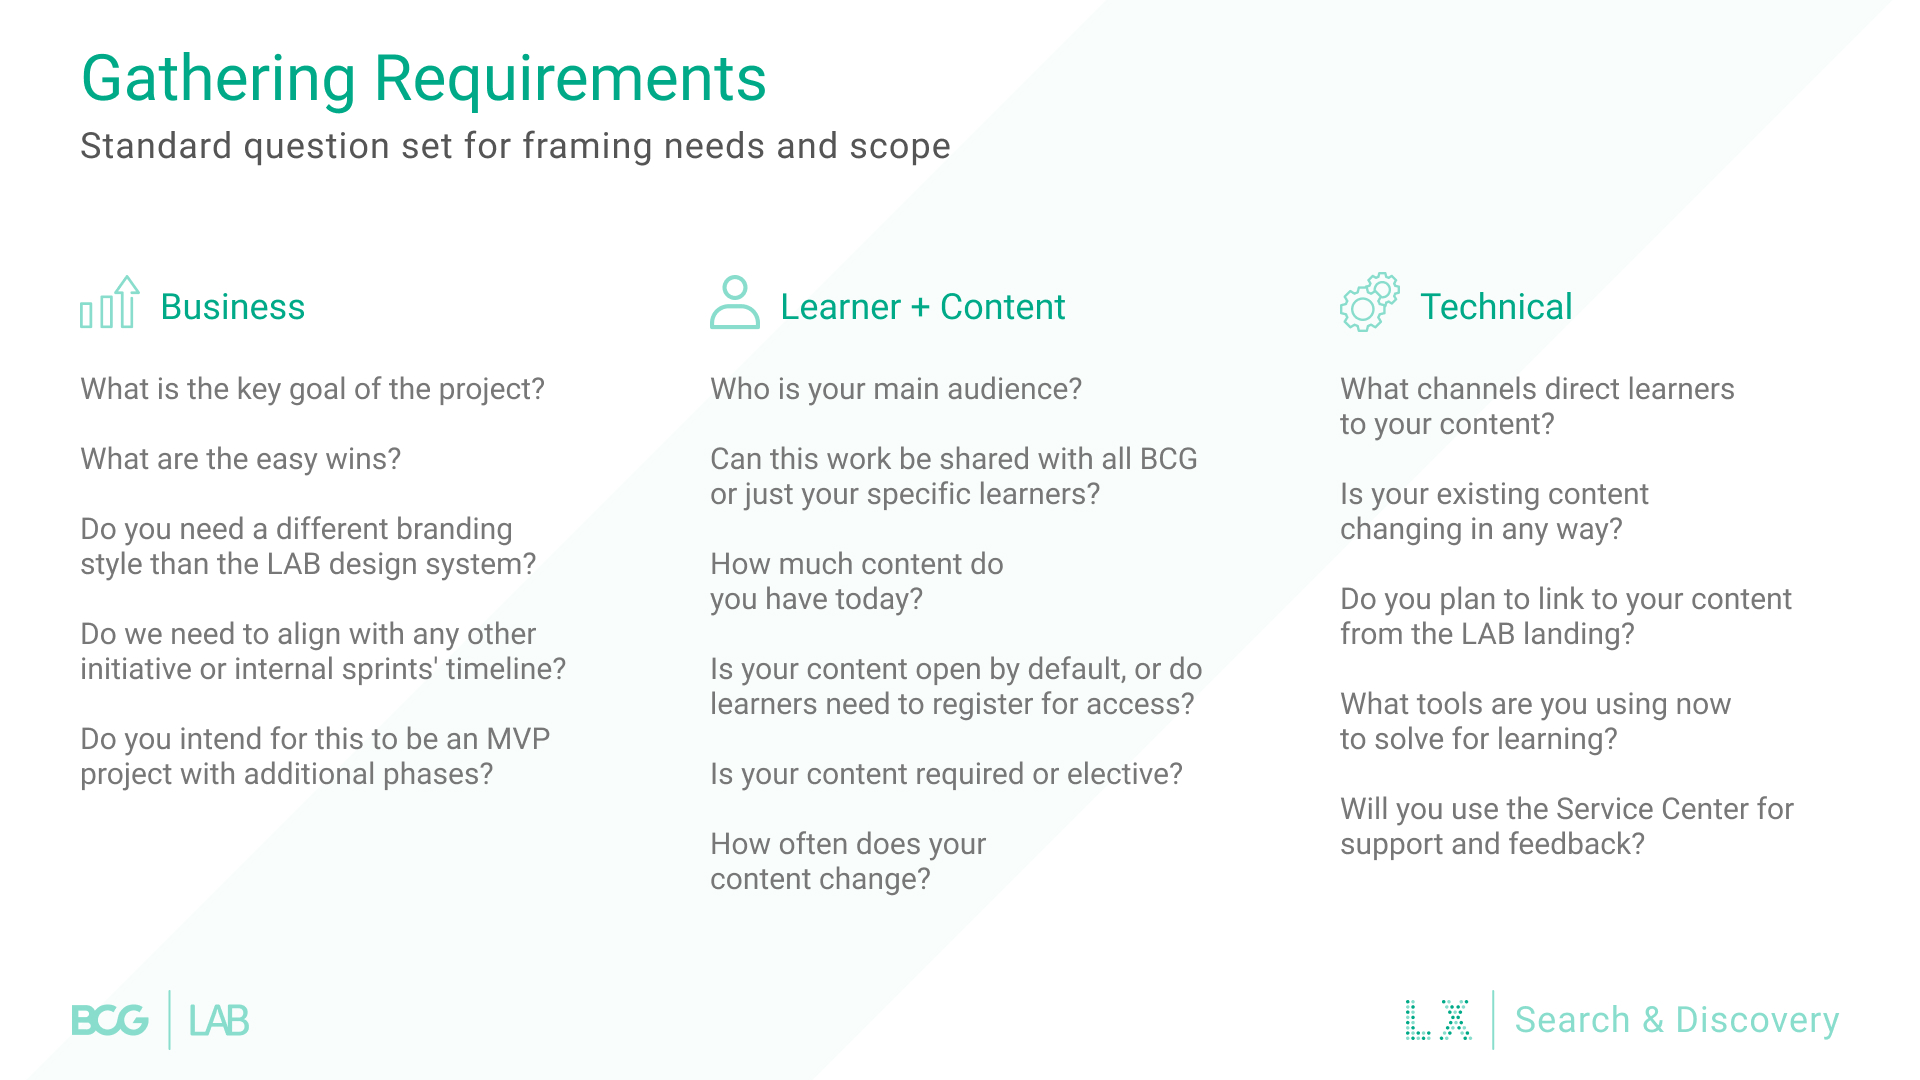 Gathering Requirements
Standard question set for framing needs and scope
Business
What is the key goal of the project?
What are the easy wins?
Do you need a different branding
style than the LAB design system?
Do we need to align with any other
initiative or internal sprints' timeline?
Do you intend for this to be an MVP
project with additional phases?
Learner + Content
Who is your main audience?
Can this work be shared with all BCG
or just your specific learners?
How much content do
you have today?
Is your content open by default, or do
learners need to register for access?
Is your content required or elective?
How often does your
content change?
Technical
What channels direct learners
to your content?
Is your existing content
changing in any way?
Do you plan to link to your content
from the LAB landing?
What tools are you using now
to solve for learning?
Will you use the Service Center for
support and feedback?
BCG | LAB
LX | Search & Discovery